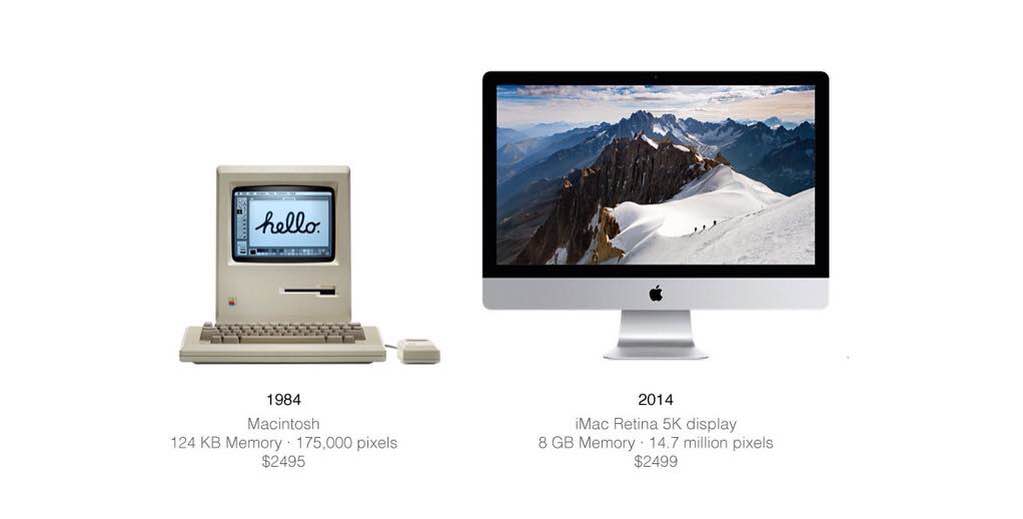 hello.
1984
Macintosh
124 KB Memory · 175,000 pixels
$2495
2014
iMac Retina 5K display
8 GB Memory · 14.7 million pixels
$2499